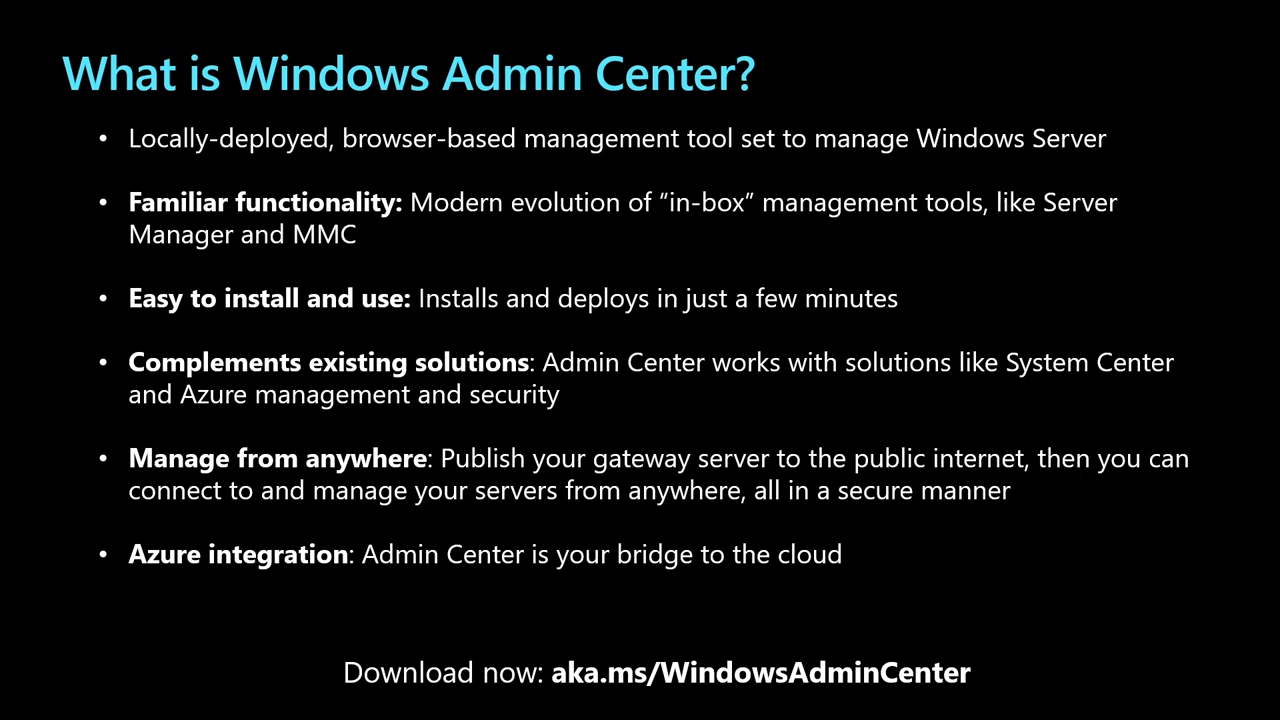 What is Windows Admin Center?
• Locally-deployed, browser-based management tool set to manage Windows Server
• Familiar functionality: Modern evolution of “in-box” management tools, like Server
Manager and MMC
• Easy to install and use: Installs and deploys in just a few minutes
• Complements existing solutions: Admin Center works with solutions like System Center
and Azure management and security
• Manage from anywhere: Publish your gateway server to the public internet, then you can
connect to and manage your servers from anywhere, all in a secure manner
• Azure integration: Admin Center is your bridge to the cloud
Download now: aka.ms/WindowsAdminCenter